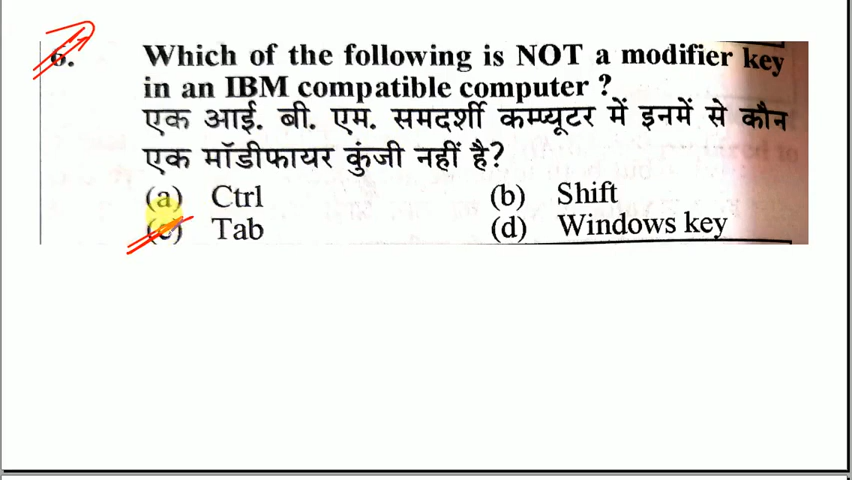 6. Which of the following is NOT a modifier key
in an IBM compatible computer ?
एक आई. बी. एम. समदर्शी कम्प्यूटर में इनमें से कौन
एक मॉडीफायर कुंजी नहीं है?
(a) Ctrl (b) Shift
(c) Tab (d) Windows key